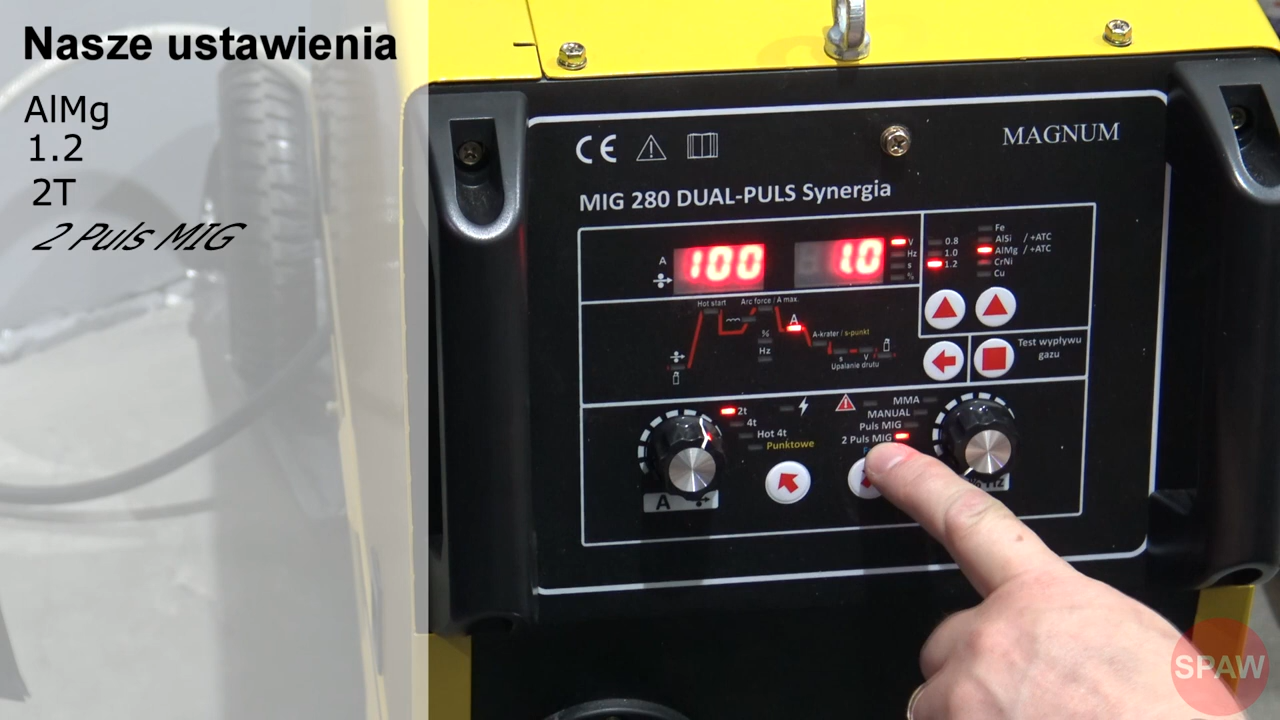 Nasze ustawienia
AlMg
1.2
2T
2 Puls MIG
CE
MAGNUM
MIG 280 DUAL-PULS Synergia
A
100
1.0
V
Hz
s
%
0.8
1.0
1.2
Fe
AlSi / +ATC
AlMg / +ATC
CrNi
Cu
Hot start
Arc force / A max.
A
%
Hz
A-krater / s-punkt
s
V
Upalanie drutu
Test wypływu
gazu
2t
4t
Hot 4t
Punktowe
MMA
MANUAL
Puls MIG
2 Puls MIG
A
Hz
SPAW